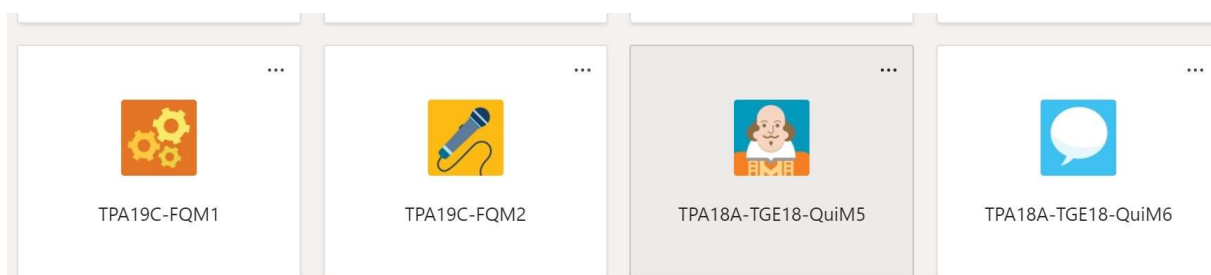 TPA19C-FQM1
TPA19C-FQM2
TPA18A-TGE18-QuiM5
TPA18A-TGE18-QuiM6